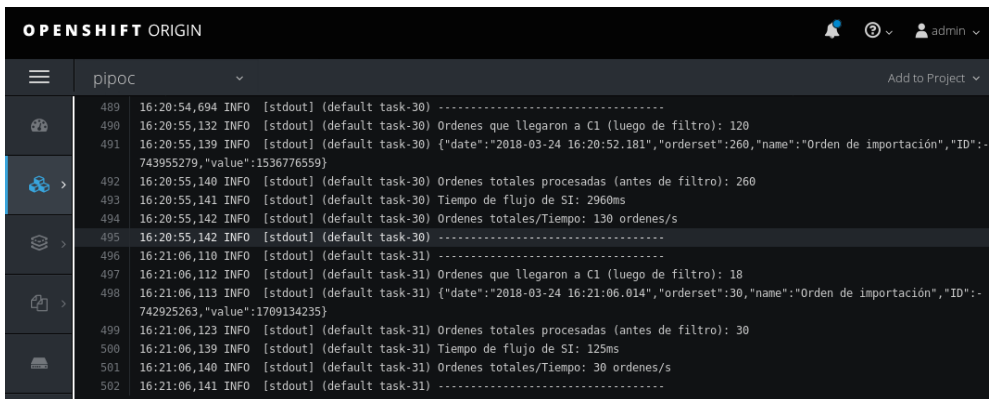 OPENSHIFT ORIGIN
admin
pipoc
Add to Project
489 16:20:54,694 INFO [stdout] (default task-30) -----------------------------------
490 16:20:55,132 INFO [stdout] (default task-30) Ordenes que llegaron a C1 (luego de filtro): 120
491 16:20:55,139 INFO [stdout] (default task-30) {"date":"2018-03-24 16:20:52.181","orderset":260,"name":"Orden de importación","ID":-
743955279,"value":1536776559}
492 16:20:55,140 INFO [stdout] (default task-30) Ordenes totales procesadas (antes de filtro): 260
493 16:20:55,141 INFO [stdout] (default task-30) Tiempo de flujo de SI: 2960ms
494 16:20:55,142 INFO [stdout] (default task-30) Ordenes totales/Tiempo: 130 ordenes/s
495 16:20:55,142 INFO [stdout] (default task-30) -----------------------------------
496 16:21:06,110 INFO [stdout] (default task-31) -----------------------------------
497 16:21:06,112 INFO [stdout] (default task-31) Ordenes que llegaron a C1 (luego de filtro): 18
498 16:21:06,113 INFO [stdout] (default task-31) {"date":"2018-03-24 16:21:06.014","orderset":30,"name":"Orden de importación","ID":-
742925263,"value":1709134235}
499 16:21:06,123 INFO [stdout] (default task-31) Ordenes totales procesadas (antes de filtro): 30
500 16:21:06,139 INFO [stdout] (default task-31) Tiempo de flujo de SI: 125ms
501 16:21:06,140 INFO [stdout] (default task-31) Ordenes totales/Tiempo: 30 ordenes/s
502 16:21:06,141 INFO [stdout] (default task-31) -----------------------------------